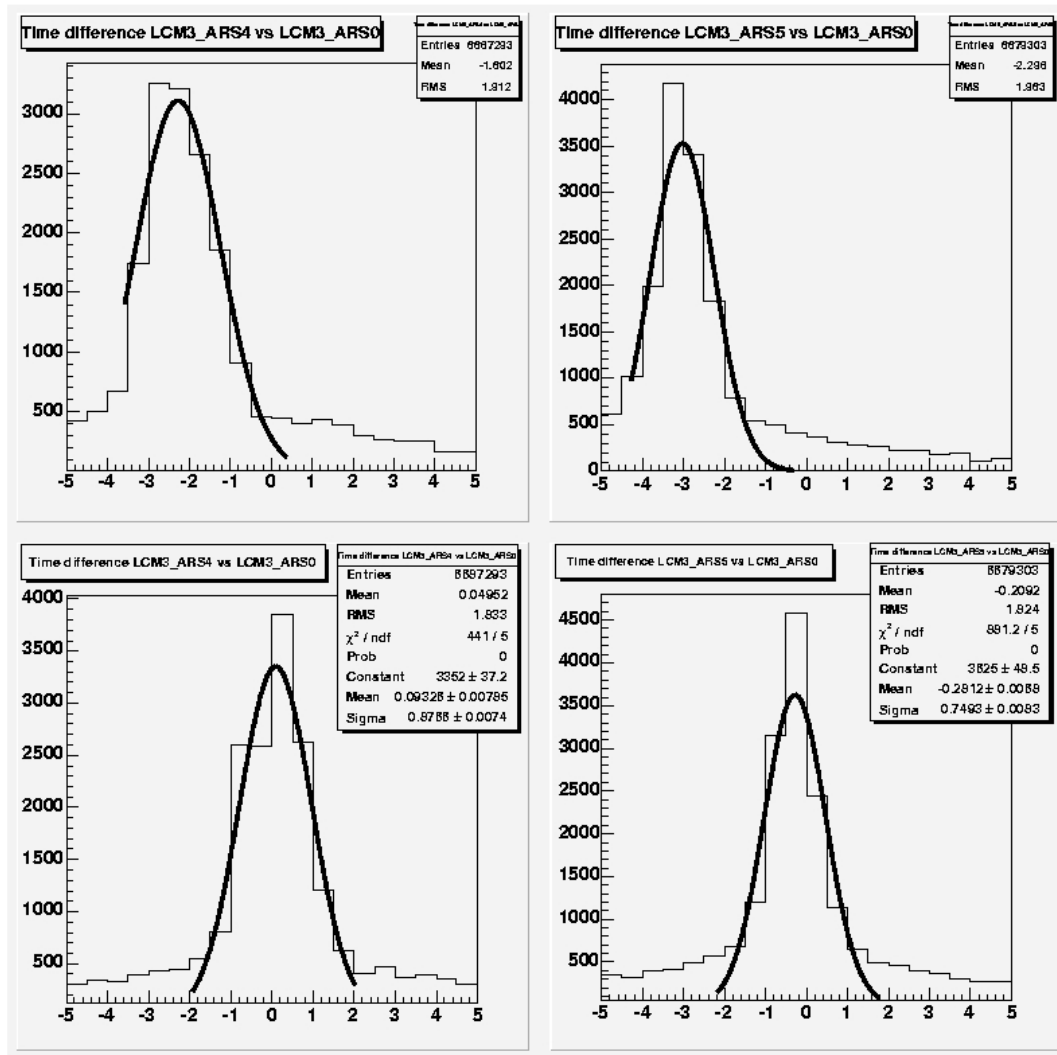 Time difference LCM3_ARS4 vs LCM3_ARS0
Entries 6687293
Mean -1.602
RMS 1.912
3000
2500
2000
1500
1000
500
-5 -4 -3 -2 -1 0 1 2 3 4 5
Time difference LCM3_ARS5 vs LCM3_ARS0
Entries 6679303
Mean -2.296
RMS 1.963
4000
3500
3000
2500
2000
1500
1000
500
0
-5 -4 -3 -2 -1 0 1 2 3 4 5
Time difference LCM3_ARS4 vs LCM3_ARS0
Time difference LCM3_ARS4 vs LCM3_ARS0
Entries 6687293
Mean 0.04952
RMS 1.833
χ² / ndf 441 / 5
Prob 0
Constant 3352 ± 37.2
Mean 0.09326 ± 0.00785
Sigma 0.8766 ± 0.0074
4000
3500
3000
2500
2000
1500
1000
500
-5 -4 -3 -2 -1 0 1 2 3 4 5
Time difference LCM3_ARS5 vs LCM3_ARS0
Time difference LCM3_ARS5 vs LCM3_ARS0
Entries 6679303
Mean -0.2092
RMS 1.824
χ² / ndf 881.2 / 5
Prob 0
Constant 3625 ± 48.5
Mean -0.2812 ± 0.0068
Sigma 0.7493 ± 0.0083
4500
4000
3500
3000
2500
2000
1500
1000
500
-5 -4 -3 -2 -1 0 1 2 3 4 5